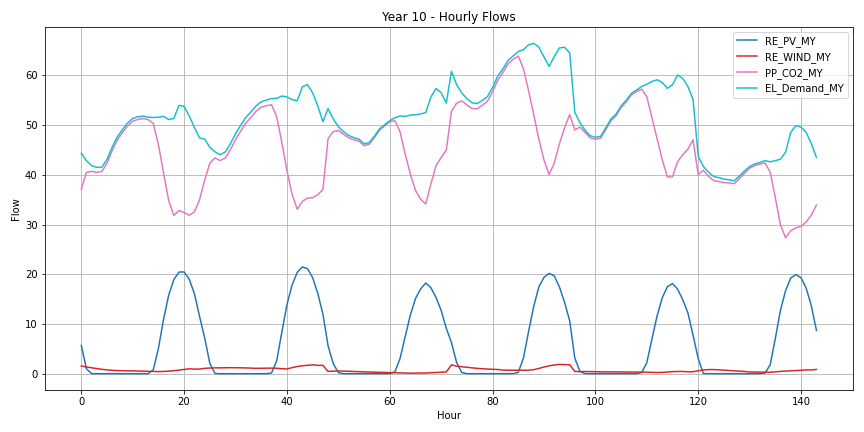 Year 10 - Hourly Flows
RE_PV_MY
RE_WIND_MY
PP_CO2_MY
EL_Demand_MY
Flow
60
50
40
30
20
10
0
0 20 40 60 80 100 120 140
Hour